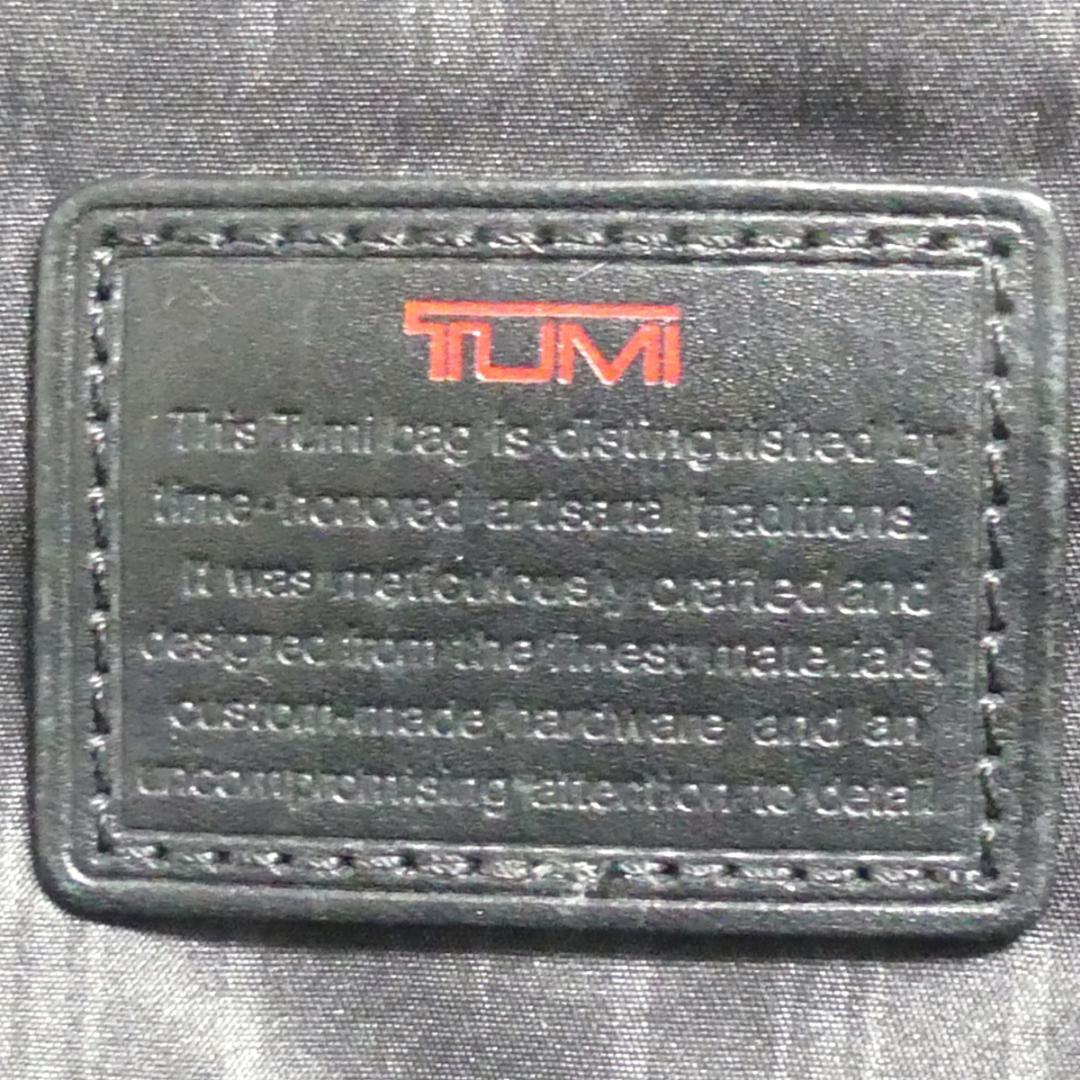 TUMI
This Tumi bag is distinguished by
time-honored artisanal traditions.
It was meticulously crafted and
designed from the finest materials,
custom-made hardware and an
uncompromising attention to detail.